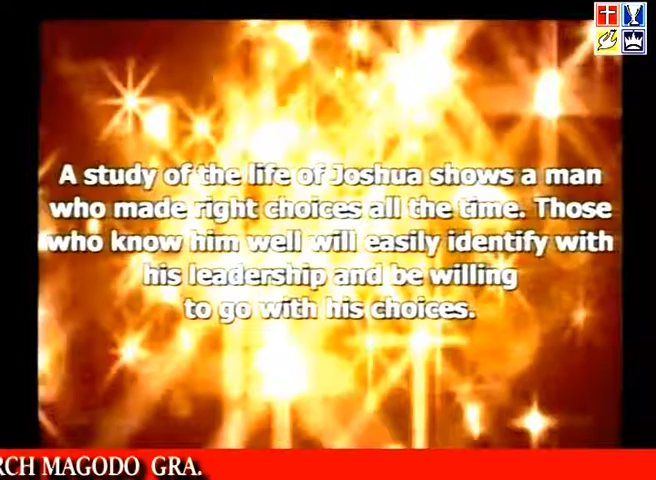 A study of the life of Joshua shows a man
who made right choices all the time. Those
who know him well will easily identify with
his leadership and be willing
to go with his choices.
RCH MAGODO GRA.